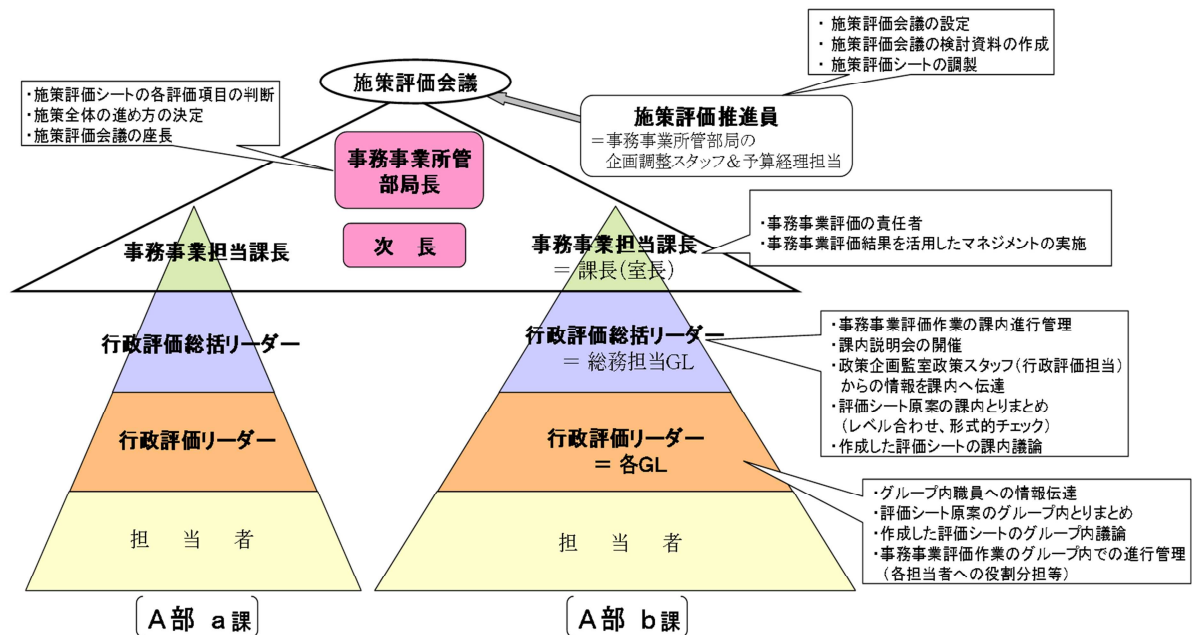 ・施策評価会議の設定
・施策評価会議の検討資料の作成
・施策評価シートの調製
施策評価会議
・施策評価シートの各評価項目の判断
・施策全体の進め方の決定
・施策評価会議の座長
施策評価推進員
＝事務事業所管部局の
企画調整スタッフ＆予算経理担当
事務事業所管
部局長
次　長
・事務事業評価の責任者
・事務事業評価結果を活用したマネジメントの実施
事務事業担当課長
事務事業担当課長
＝ 課長（室長）
行政評価総括リーダー
行政評価総括リーダー
＝ 総務担当GL
・事務事業評価作業の課内進行管理
・課内説明会の開催
・政策企画監室政策スタッフ（行政評価担当）
からの情報を課内へ伝達
・評価シート原案の課内とりまとめ
（レベル合わせ、形式的チェック）
・作成した評価シートの課内議論
行政評価リーダー
行政評価リーダー
＝ 各GL
・グループ内職員への情報伝達
・評価シート原案のグループ内とりまとめ
・作成した評価シートのグループ内議論
・事務事業評価作業のグループ内での進行管理
（各担当者への役割分担等）
担　当　者
担　当　者
A部 a課
A部 b課